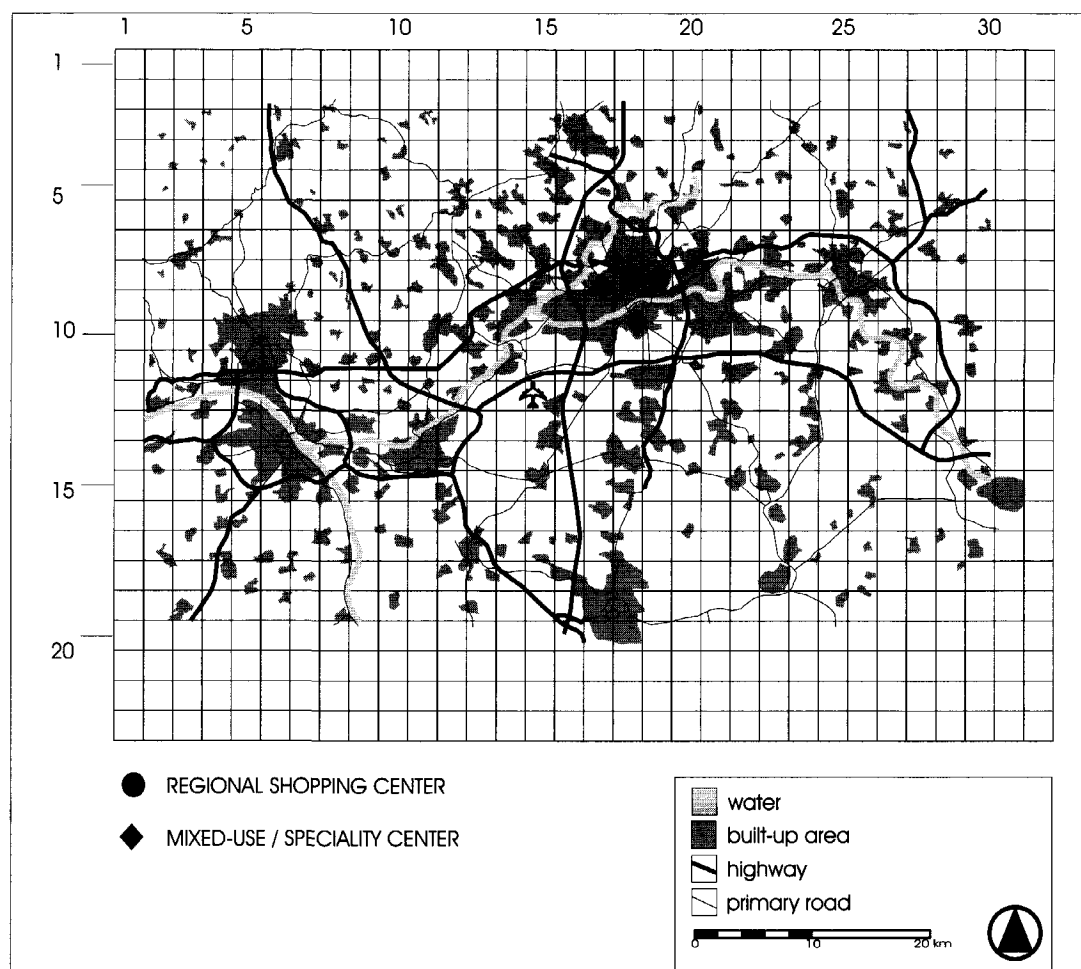 1 5 10 15 20 25 30
1
5
10
15
20
REGIONAL SHOPPING CENTER
MIXED-USE / SPECIALITY CENTER
water
built-up area
highway
primary road
0 10 20 km